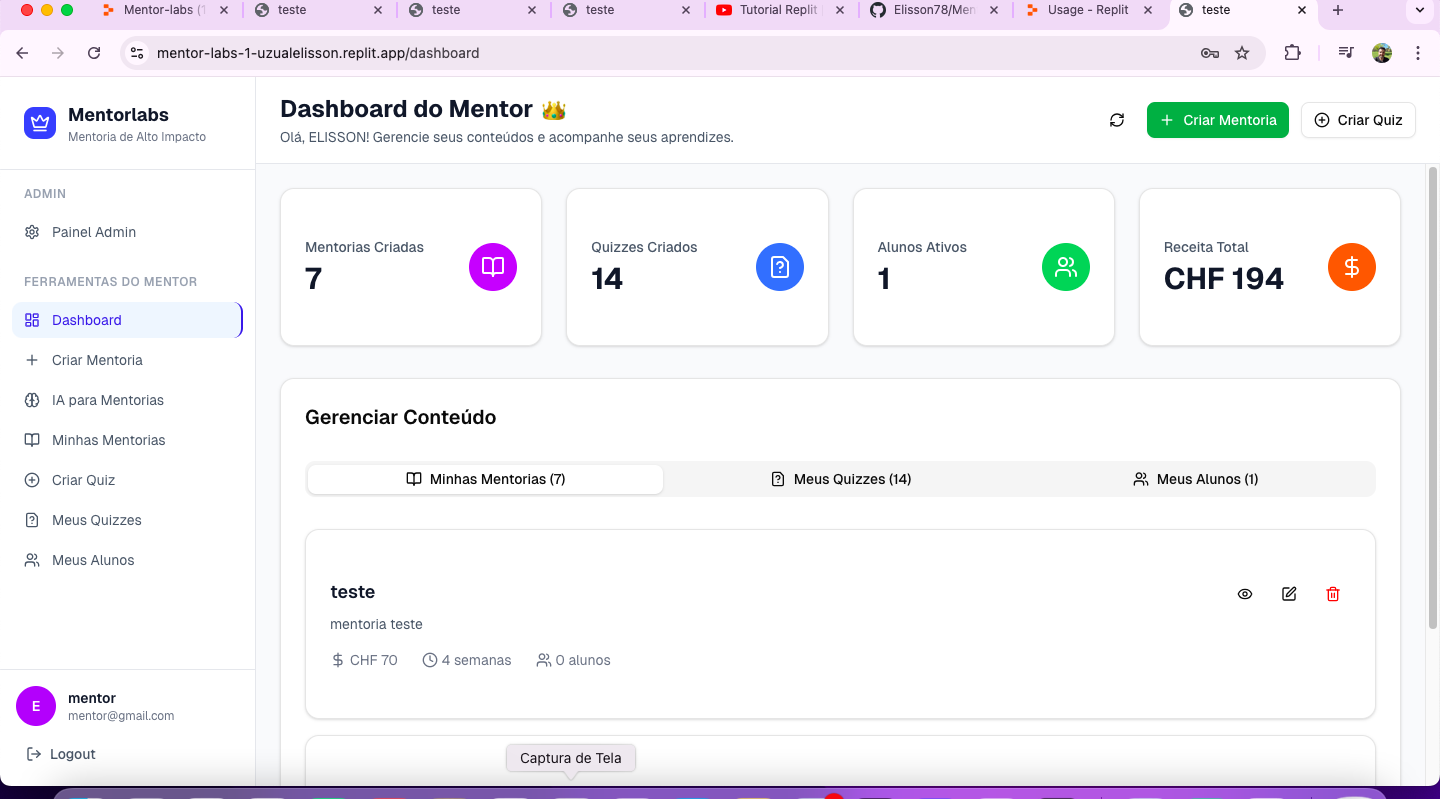 Mentor-labs (1
teste
teste
teste
Tutorial Replit
Elisson78/Men
Usage - Replit
teste
mentor-labs-1-uzualelisson.replit.app/dashboard
Mentorlabs
Mentoria de Alto Impacto
ADMIN
Painel Admin
FERRAMENTAS DO MENTOR
Dashboard
Criar Mentoria
IA para Mentorias
Minhas Mentorias
Criar Quiz
Meus Quizzes
Meus Alunos
E
mentor
mentor@gmail.com
Logout
Dashboard do Mentor 👑
Olá, ELISSON! Gerencie seus conteúdos e acompanhe seus aprendizes.
Criar Mentoria
Criar Quiz
Mentorias Criadas
7
Quizzes Criados
14
Alunos Ativos
1
Receita Total
CHF 194
Gerenciar Conteúdo
Minhas Mentorias (7)
Meus Quizzes (14)
Meus Alunos (1)
teste
mentoria teste
CHF 70 4 semanas 0 alunos
Captura de Tela